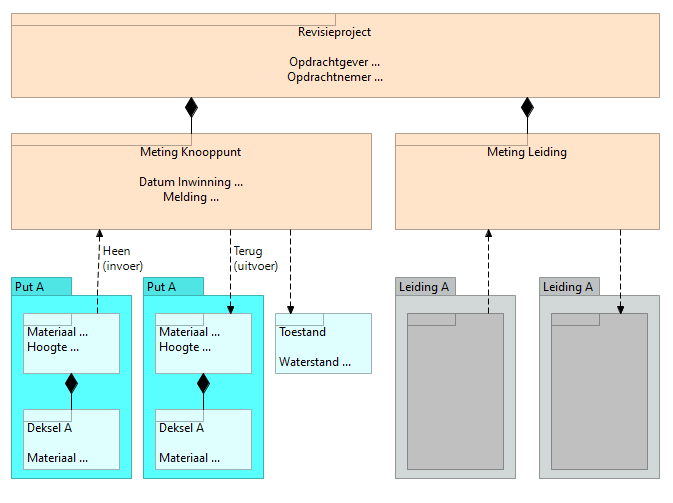 Revisieproject
Opdrachtgever ...
Opdrachtnemer ...
Meting Knooppunt
Datum Inwinning ...
Melding ...
Meting Leiding
Heen
(invoer)
Terug
(uitvoer)
Put A
Materiaal ...
Hoogte ...
Deksel A
Materiaal ...
Put A
Materiaal ...
Hoogte ...
Deksel A
Materiaal ...
Toestand
Waterstand ...
Leiding A
Leiding A